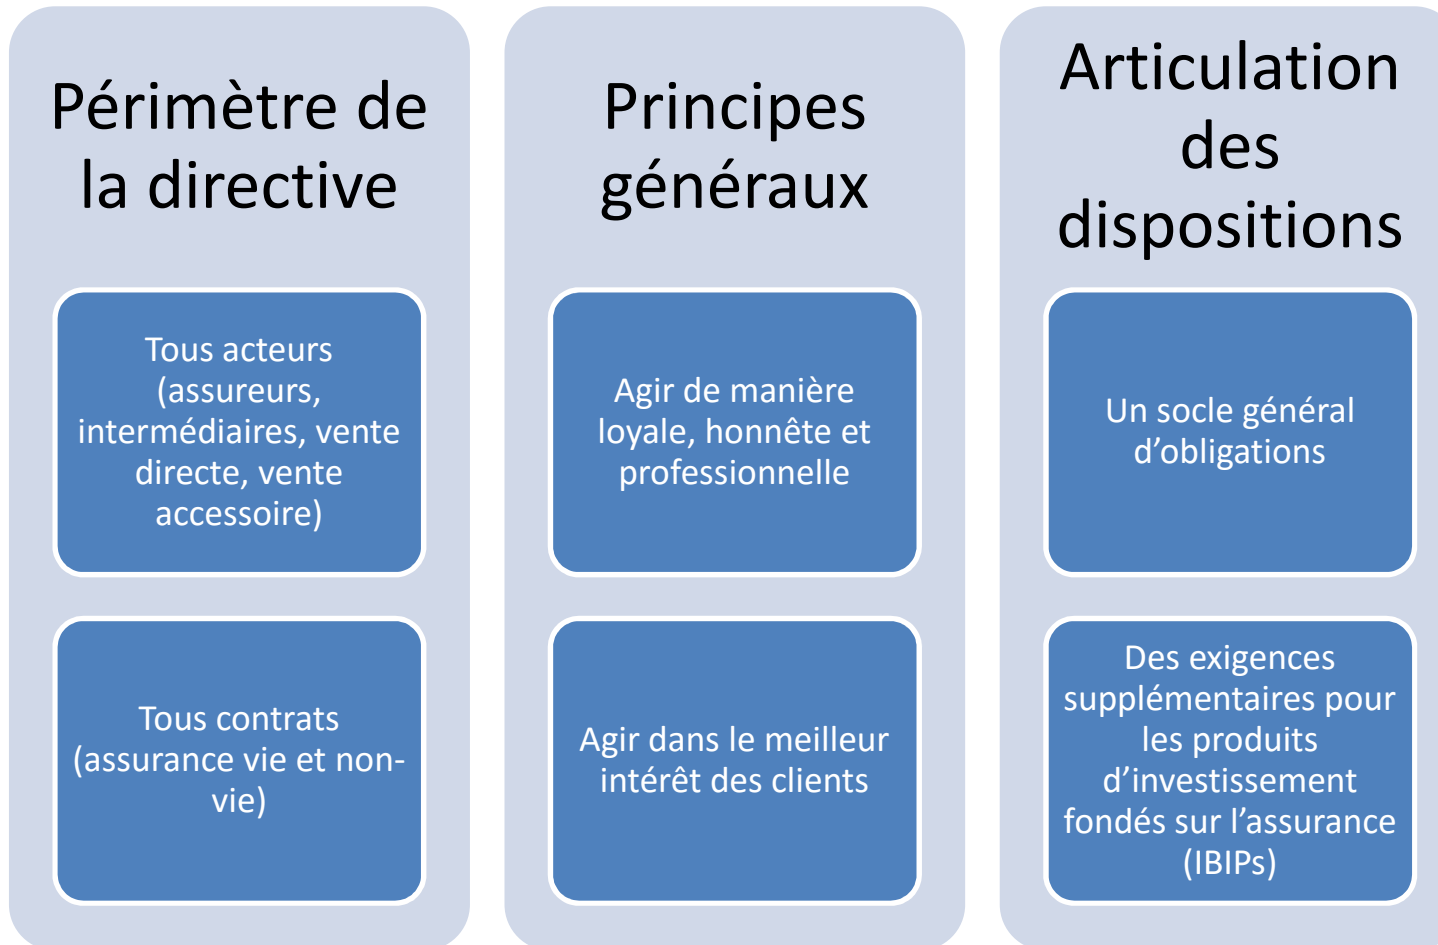 Périmètre de
la directive
Tous acteurs
(assureurs,
intermédiaires, vente
directe, vente
accessoire)
Tous contrats
(assurance vie et non-
vie)
Principes
généraux
Agir de manière
loyale, honnête et
professionnelle
Agir dans le meilleur
intérêt des clients
Articulation
des
dispositions
Un socle général
d’obligations
Des exigences
supplémentaires pour
les produits
d’investissement
fondés sur l’assurance
(IBIPs)